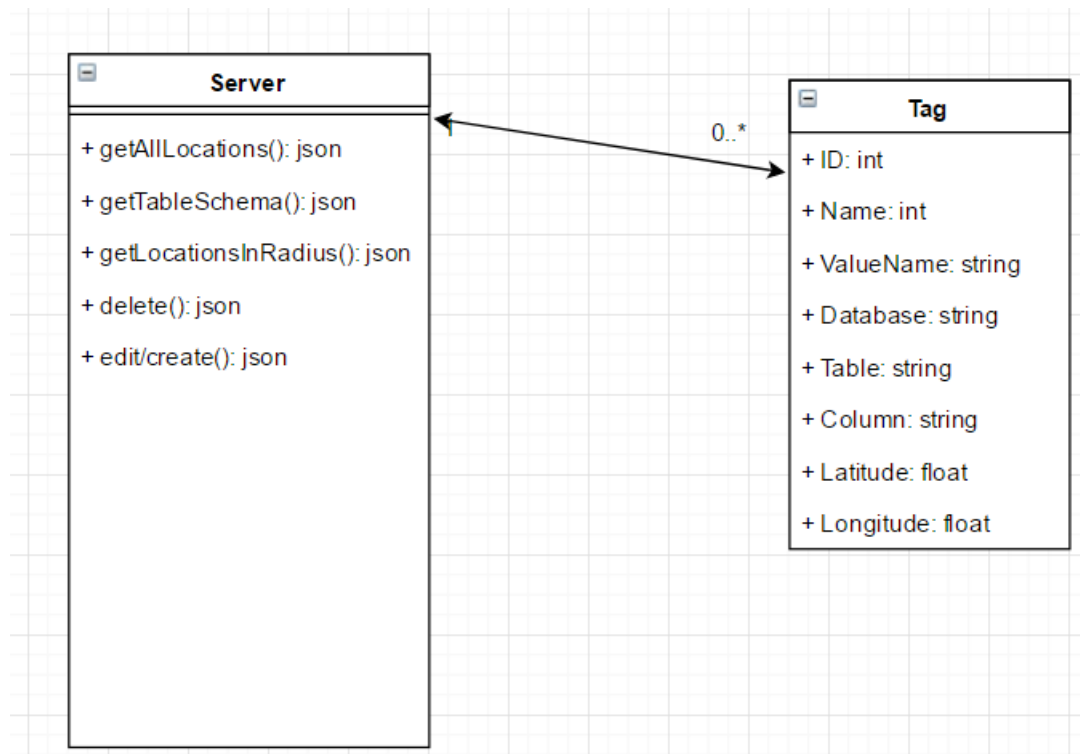 Server
+ getAllLocations(): json
+ getTableSchema(): json
+ getLocationsInRadius(): json
+ delete(): json
+ edit/create(): json
1
0..*
Tag
+ ID: int
+ Name: int
+ ValueName: string
+ Database: string
+ Table: string
+ Column: string
+ Latitude: float
+ Longitude: float